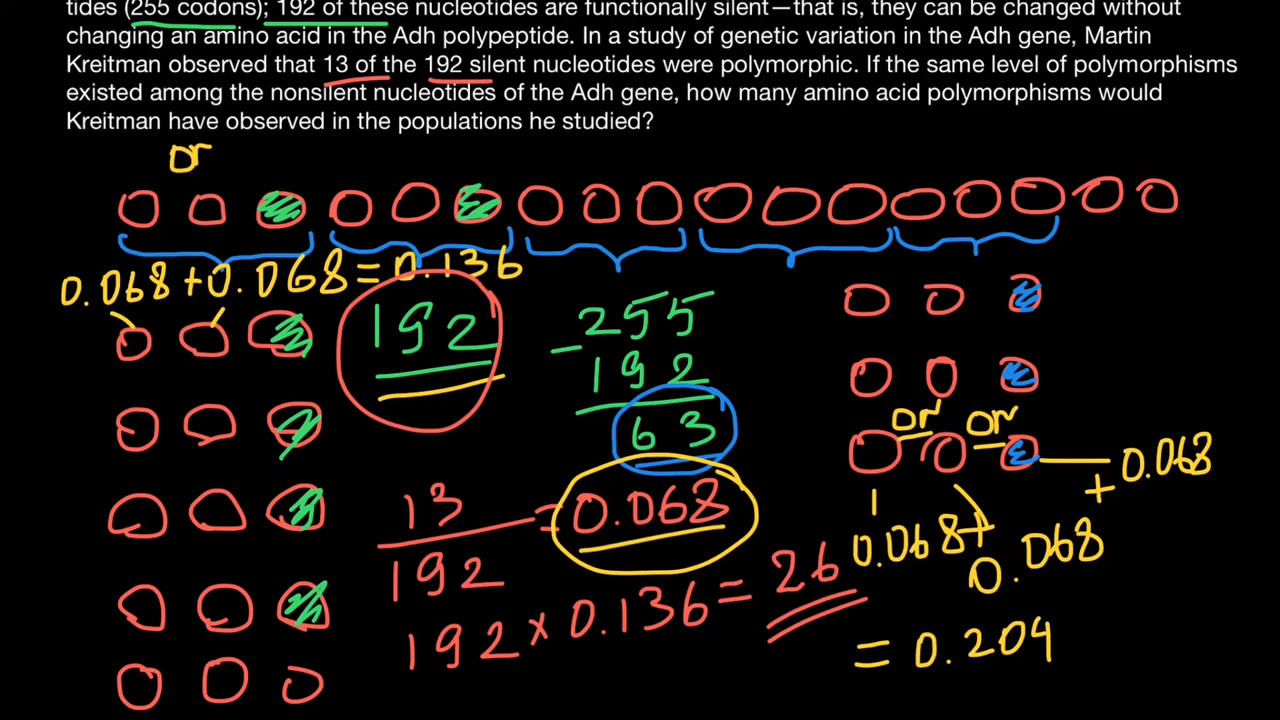 tides (255 codons); 192 of these nucleotides are functionally silent—that is, they can be changed without
changing an amino acid in the Adh polypeptide. In a study of genetic variation in the Adh gene, Martin
Kreitman observed that 13 of the 192 silent nucleotides were polymorphic. If the same level of polymorphisms
existed among the nonsilent nucleotides of the Adh gene, how many amino acid polymorphisms would
Kreitman have observed in the populations he studied?
or
0.068+0.068=0.136
192
255
- 192
63
or or
0.068
+
13
192
= 0.068
0.068+
0.068
192 × 0.136 = 26
= 0.204